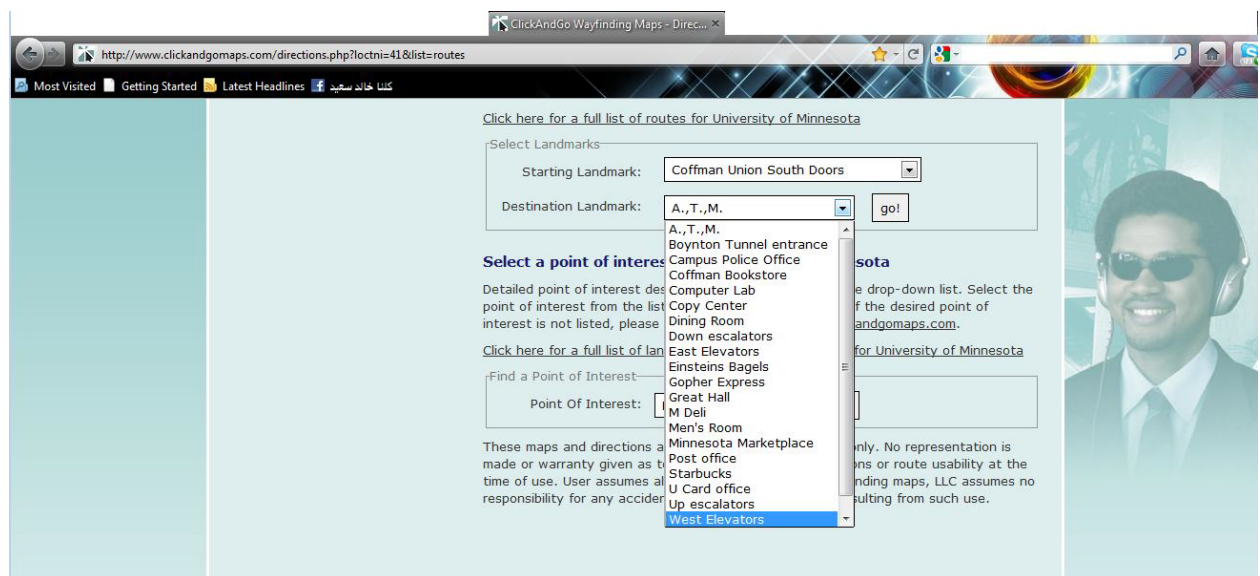 ClickAndGo Wayfinding Maps - Direc... ×
http://www.clickandgomaps.com/directions.php?loctni=41&list=routes
Most Visited Getting Started Latest Headlines كلنا خالد سعيد
Click here for a full list of routes for University of Minnesota
Select Landmarks
Starting Landmark: Coffman Union South Doors
Destination Landmark: A.,T.,M. go!
A.,T.,M.
Boynton Tunnel entrance
Campus Police Office
Coffman Bookstore
Computer Lab
Copy Center
Dining Room
Down escalators
East Elevators
Einsteins Bagels
Gopher Express
Great Hall
M Deli
Men's Room
Minnesota Marketplace
Post office
Starbucks
U Card office
Up escalators
West Elevators
Select a point of interes sota
Detailed point of interest des e drop-down list. Select the
point of interest from the list f the desired point of
interest is not listed, please andgomaps.com.
Click here for a full list of lan for University of Minnesota
Find a Point of Interest
Point Of Interest:
These maps and directions a only. No representation is
made or warranty given as t ons or route usability at the
time of use. User assumes al nding maps, LLC assumes no
responsibility for any accide sulting from such use.